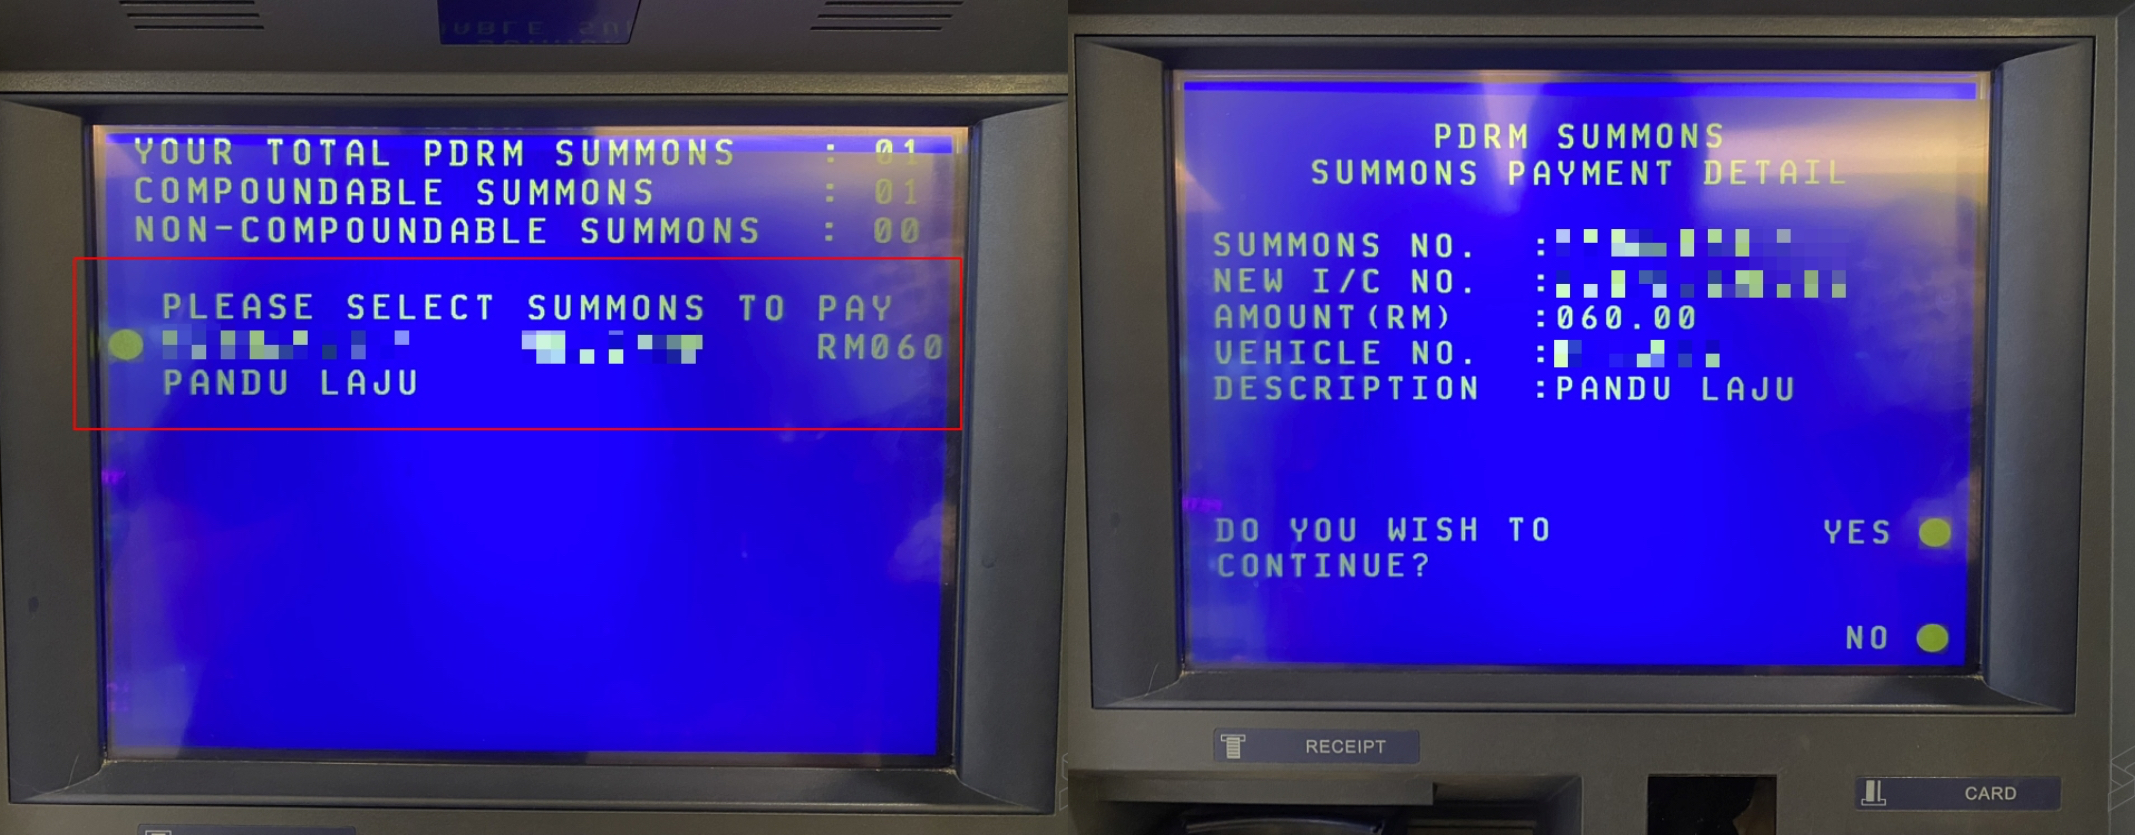 YOUR TOTAL PDRM SUMMONS : 01
COMPOUNDABLE SUMMONS : 01
NON-COMPOUNDABLE SUMMONS : 00
PLEASE SELECT SUMMONS TO PAY
RM060
PANDU LAJU
PDRM SUMMONS
SUMMONS PAYMENT DETAIL
SUMMONS NO. :
NEW I/C NO. :
AMOUNT(RM) :060.00
VEHICLE NO. :
DESCRIPTION :PANDU LAJU
DO YOU WISH TO YES
CONTINUE?
NO
RECEIPT
CARD